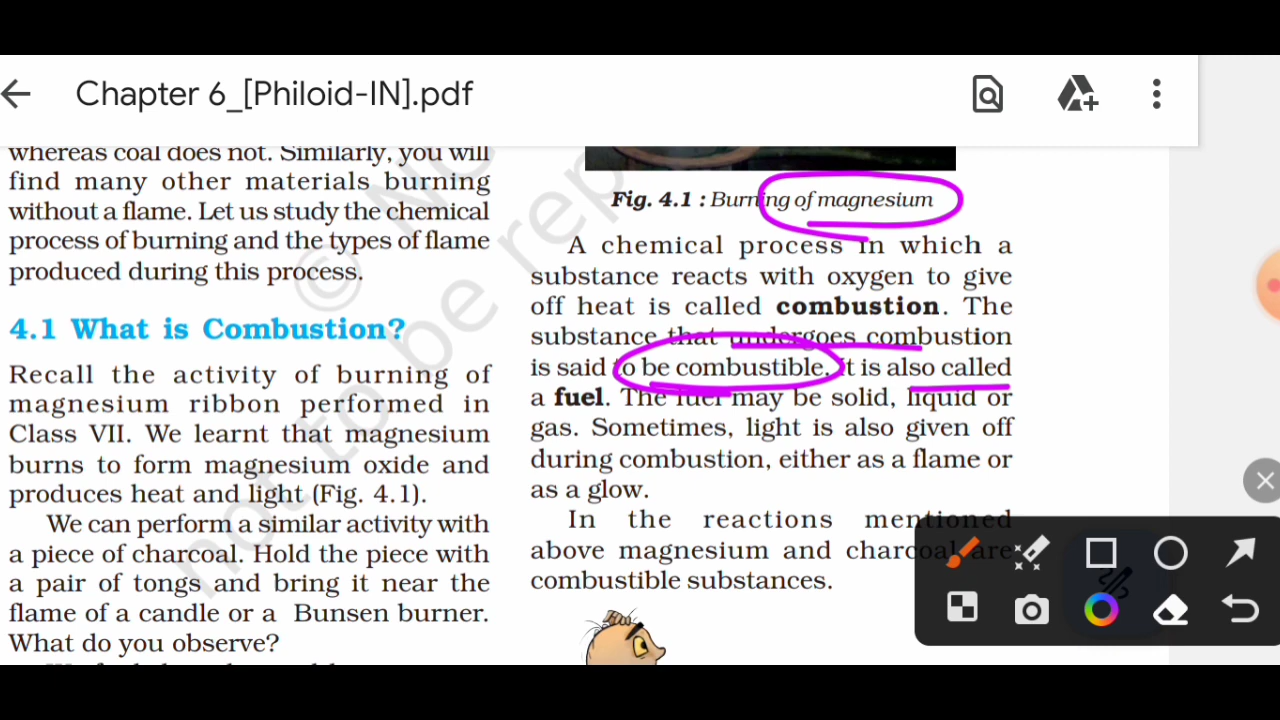 Chapter 6_[Philoid-IN].pdf
whereas coal does not. Similarly, you will
find many other materials burning
without a flame. Let us study the chemical
process of burning and the types of flame
produced during this process.
4.1 What is Combustion?
Recall the activity of burning of
magnesium ribbon performed in
Class VII. We learnt that magnesium
burns to form magnesium oxide and
produces heat and light (Fig. 4.1).
We can perform a similar activity with
a piece of charcoal. Hold the piece with
a pair of tongs and bring it near the
flame of a candle or a Bunsen burner.
What do you observe?
Fig. 4.1 : Burning of magnesium
A chemical process in which a
substance reacts with oxygen to give
off heat is called combustion. The
substance that undergoes combustion
is said to be combustible. It is also called
a fuel. The fuel may be solid, liquid or
gas. Sometimes, light is also given off
during combustion, either as a flame or
as a glow.
In the reactions mentioned
above magnesium and charcoal are
combustible substances.
not to be rep